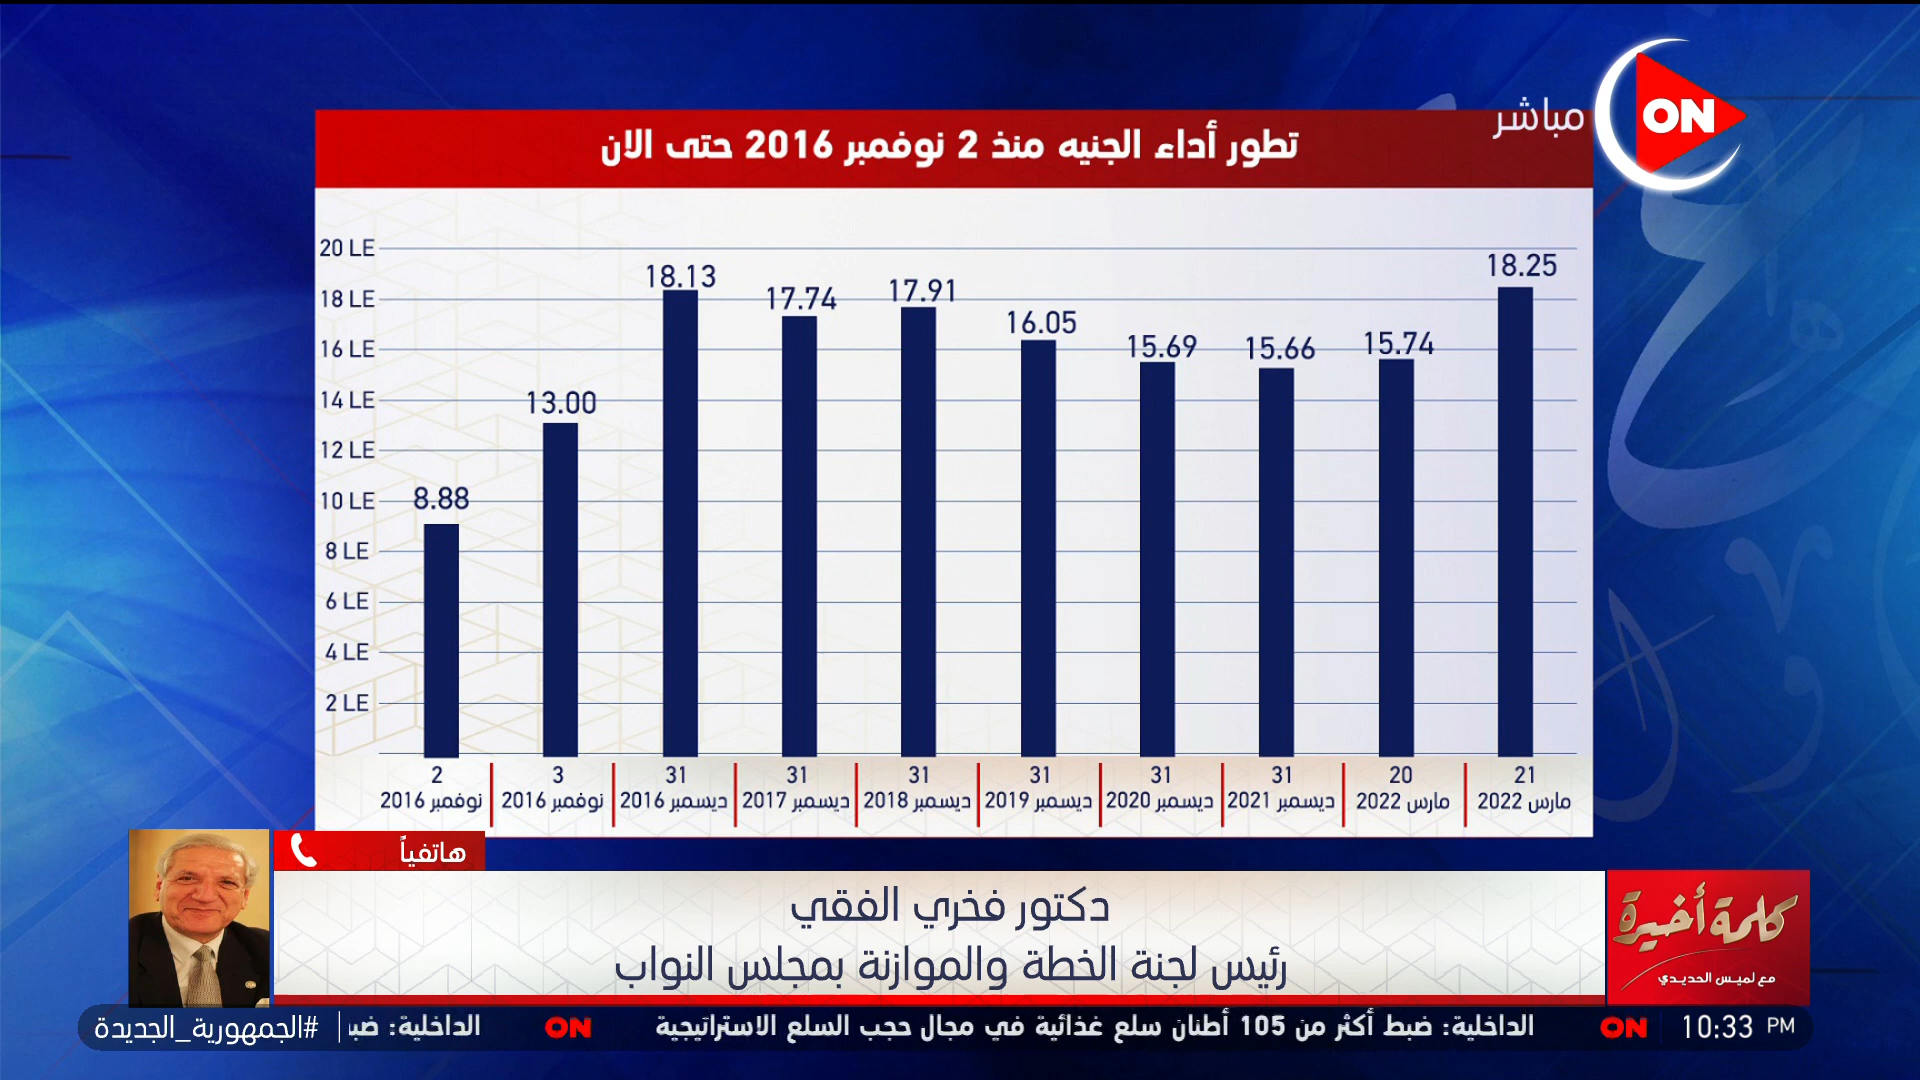 مباشر
ON
تطور أداء الجنيه منذ 2 نوفمبر 2016 حتى الان
20 LE
18 LE
16 LE
14 LE
12 LE
10 LE
8 LE
6 LE
4 LE
2 LE
8.88
13.00
18.13
17.74
17.91
16.05
15.69
15.66
15.74
18.25
2 نوفمبر 2016
3 نوفمبر 2016
31 ديسمبر 2016
31 ديسمبر 2017
31 ديسمبر 2018
31 ديسمبر 2019
31 ديسمبر 2020
31 ديسمبر 2021
20 مارس 2022
21 مارس 2022
هاتفياً
دكتور فخري الفقي
رئيس لجنة الخطة والموازنة بمجلس النواب
كلمة أخيرة
مع لميس الحديدي
10:33 PM
ON
الداخلية: ضبط أكثر من 105 أطنان سلع غذائية في مجال حجب السلع الاستراتيجية
ON
الداخلية: ضب
#الجمهورية_الجديدة